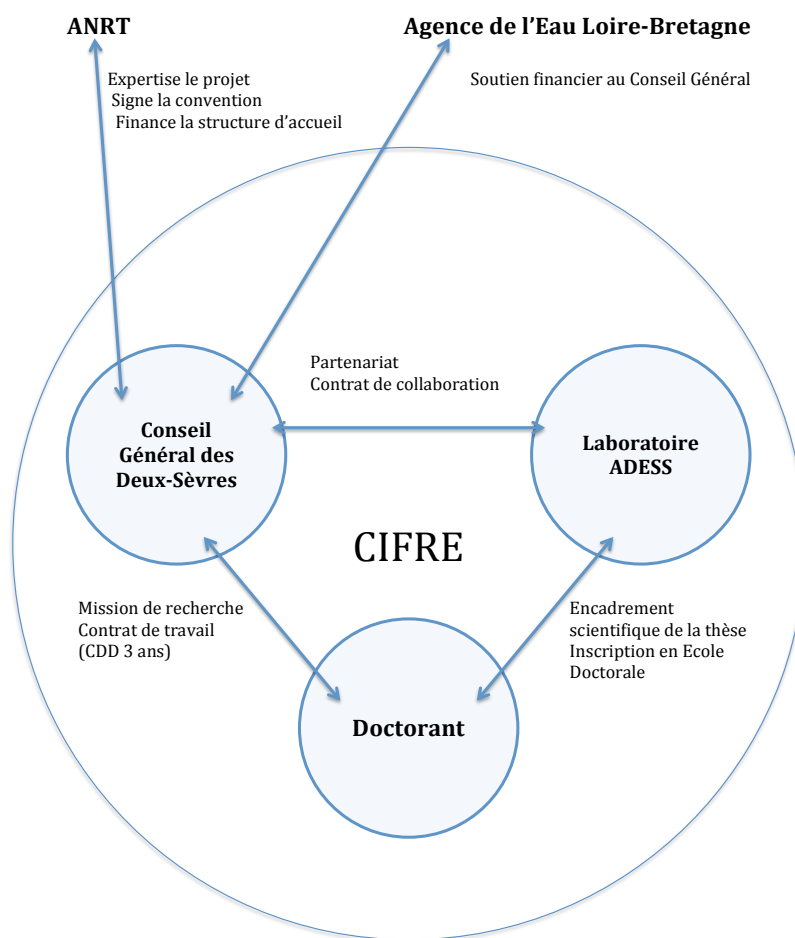 ANRT
Agence de l'Eau Loire-Bretagne
Expertise le projet
Signe la convention
Finance la structure d'accueil
Soutien financier au Conseil Général
Partenariat
Contrat de collaboration
Conseil
Général des
Deux-Sèvres
Laboratoire
ADESS
CIFRE
Mission de recherche
Contrat de travail
(CDD 3 ans)
Encadrement
scientifique de la thèse
Inscription en Ecole
Doctorale
Doctorant